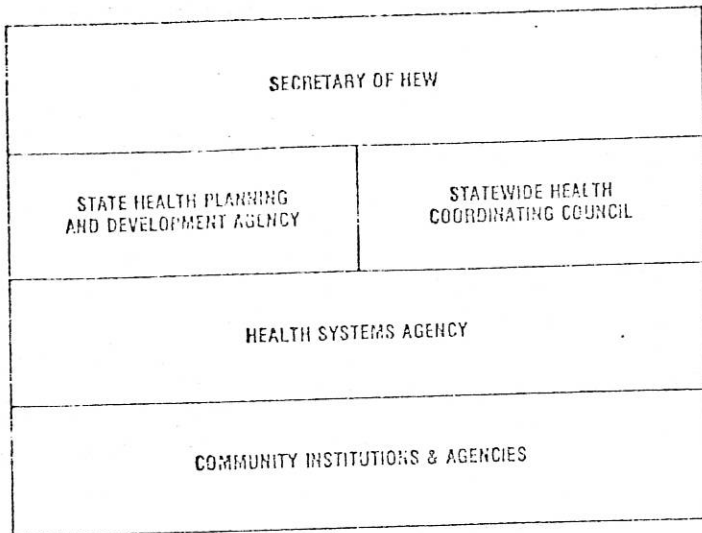 SECRETARY OF HEW
STATE HEALTH PLANNING
AND DEVELOPMENT AGENCY
STATEWIDE HEALTH
COORDINATING COUNCIL
HEALTH SYSTEMS AGENCY
COMMUNITY INSTITUTIONS & AGENCIES